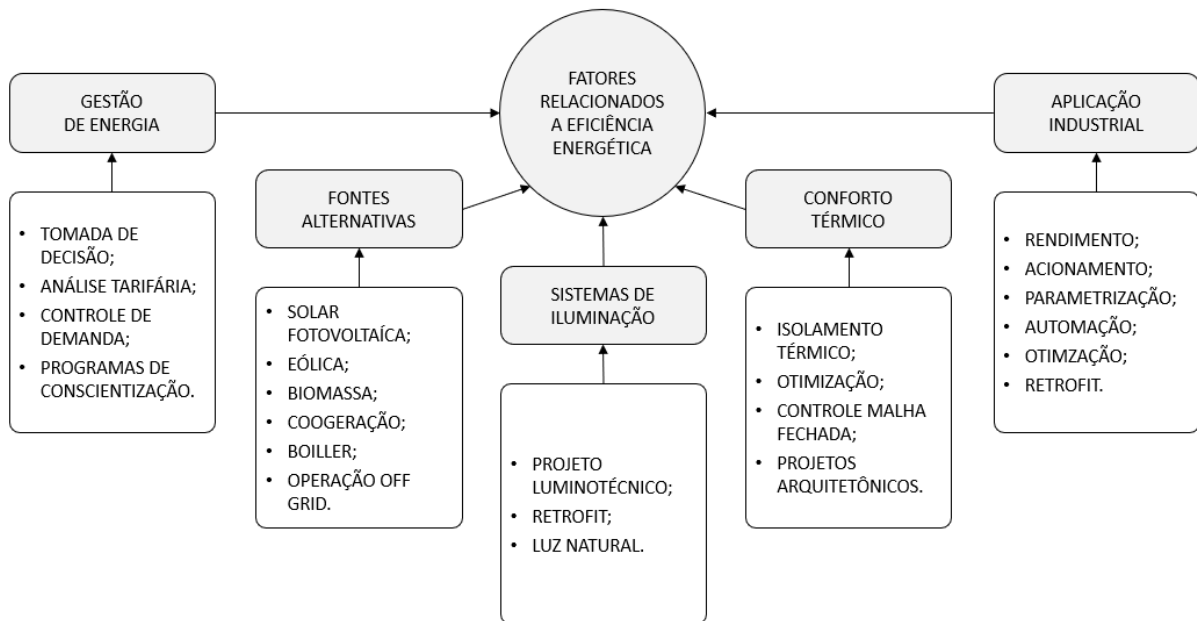 FATORES
RELACIONADOS
A EFICIÊNCIA
ENERGÉTICA
GESTÃO
DE ENERGIA
• TOMADA DE
DECISÃO;
• ANÁLISE TARIFÁRIA;
• CONTROLE DE
DEMANDA;
• PROGRAMAS DE
CONSCIENTIZAÇÃO.
FONTES
ALTERNATIVAS
• SOLAR
FOTOVOLTAÍCA;
• EÓLICA;
• BIOMASSA;
• COOGERAÇÃO;
• BOILLER;
• OPERAÇÃO OFF
GRID.
SISTEMAS DE
ILUMINAÇÃO
• PROJETO
LUMINOTÉCNICO;
• RETROFIT;
• LUZ NATURAL.
CONFORTO
TÉRMICO
• ISOLAMENTO
TÉRMICO;
• OTIMIZAÇÃO;
• CONTROLE MALHA
FECHADA;
• PROJETOS
ARQUITETÔNICOS.
APLICAÇÃO
INDUSTRIAL
• RENDIMENTO;
• ACIONAMENTO;
• PARAMETRIZAÇÃO;
• AUTOMAÇÃO;
• OTIMZAÇÃO;
• RETROFIT.